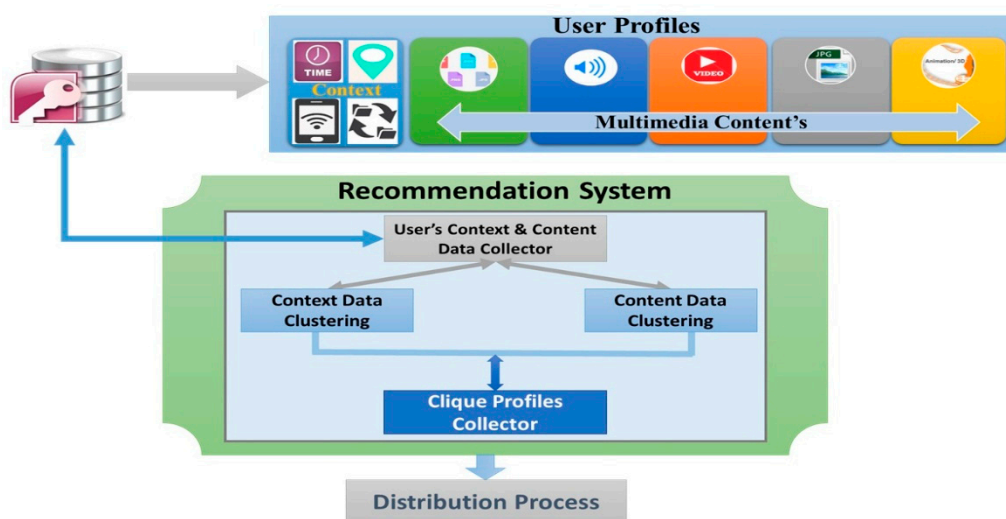 User Profiles
TIME
Context
VIDEO
JPG
Animation/ 3D
Multimedia Content's
Recommendation System
User's Context & Content
Data Collector
Context Data
Clustering
Content Data
Clustering
Clique Profiles
Collector
Distribution Process